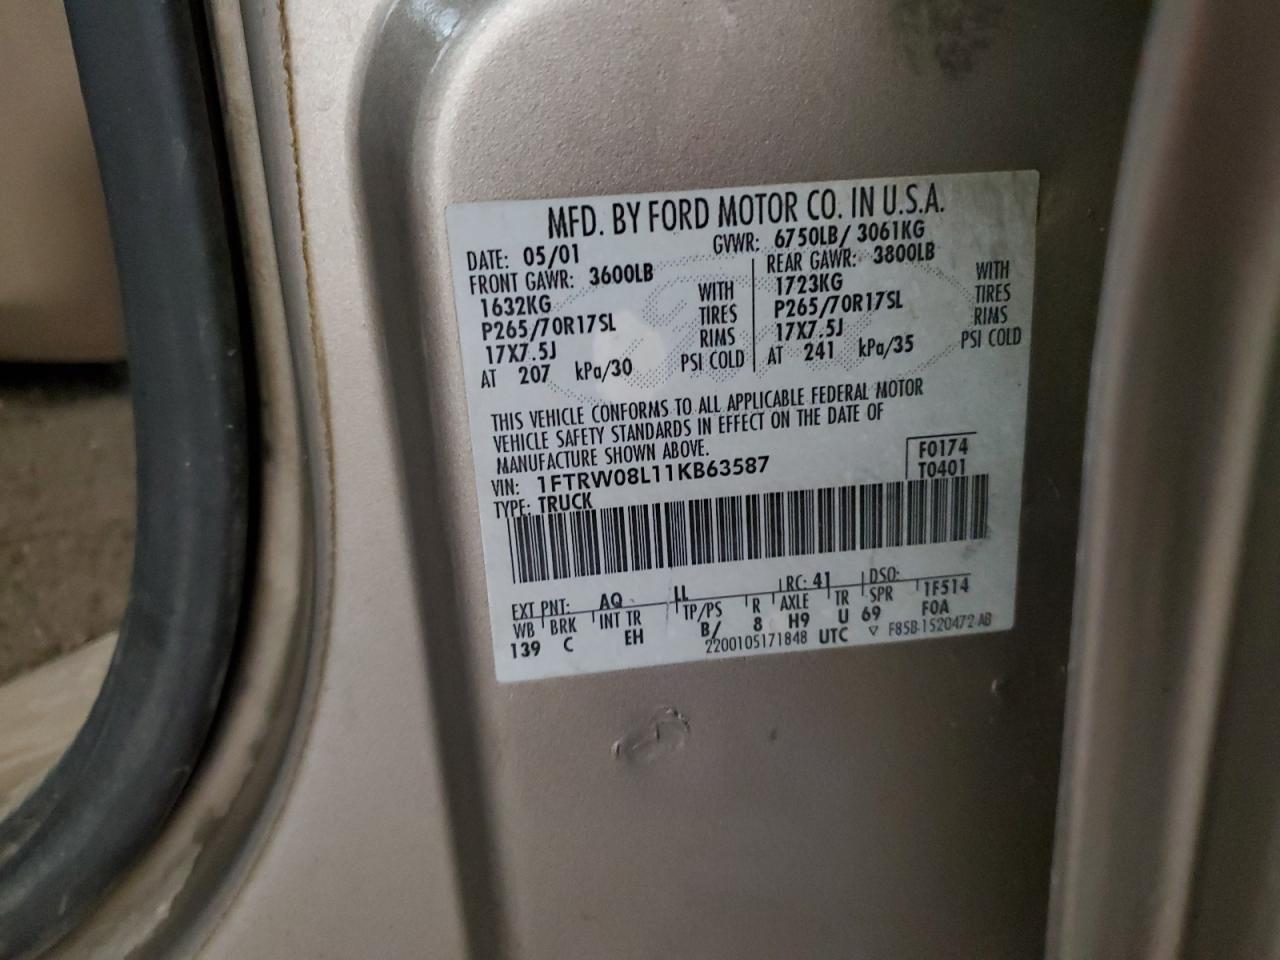 MFD. BY FORD MOTOR CO. IN U.S.A.
DATE: 05/01 GVWR: 6750LB/ 3061KG
FRONT GAWR: 3600LB REAR GAWR: 3800LB
1632KG WITH 1723KG WITH
P265/70R17SL TIRES P265/70R17SL TIRES
17X7.5J RIMS 17X7.5J RIMS
AT 207 kPa/30 PSI COLD AT 241 kPa/35 PSI COLD
THIS VEHICLE CONFORMS TO ALL APPLICABLE FEDERAL MOTOR
VEHICLE SAFETY STANDARDS IN EFFECT ON THE DATE OF
MANUFACTURE SHOWN ABOVE.
VIN: 1FTRW08L11KB63587 F0174
TYPE: TRUCK T0401
EXT PNT: AQ LL RC: 41 DSO:
WB BRK INT TR TP/PS R AXLE TR SPR 1F514
139 C EH B/ 8 H9 U 69 F0A
2200105171848 UTC ▽ F85B-1520472-AB